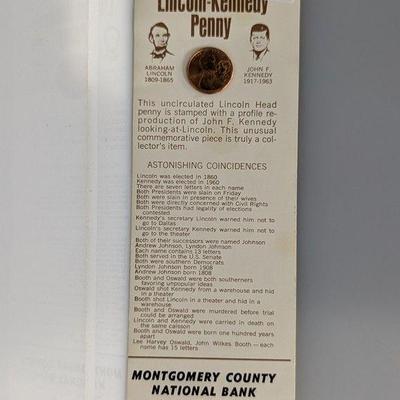 Lincoln-Kennedy
Penny
ABRAHAM
LINCOLN
1809-1865
JOHN F.
KENNEDY
1917-1963
This uncirculated Lincoln Head
penny is stamped with a profile re-
production of John F. Kennedy
looking-at-Lincoln. This unusual
commemorative piece is truly a col-
lector's item.
ASTONISHING COINCIDENCES
Lincoln was elected in 1860
Kennedy was elected in 1960
There are seven letters in each name
Both Presidents were slain on Friday
Both were slain in presence of their wives
Both were directly concerned with Civil Rights
Both Presidents had legality of elections
contested
Kennedy's secretary Lincoln warned him not to
go to Dallas
Lincoln's secretary Kennedy warned him not to
go to the theater
Both of their successors were named Johnson
Andrew Johnson, Lyndon Johnson
Each name contains 13 letters
Both served in the U.S. Senate
Both were southern Democrats
Lyndon Johnson born 1908
Andrew Johnson born 1808
Booth and Oswald were both southerners
favoring unpopular ideas
Oswald shot Kennedy from a warehouse and hid
in a theater
Booth shot Lincoln in a theater and hid in a
warehouse
Booth and Oswald were murdered before trial
could be arranged
Lincoln and Kennedy were carried in death on
the same caisson
Booth and Oswald were born one hundred years
apart
Lee Harvey Oswald, John Wilkes Booth — each
name has 15 letters
MONTGOMERY COUNTY
NATIONAL BANK